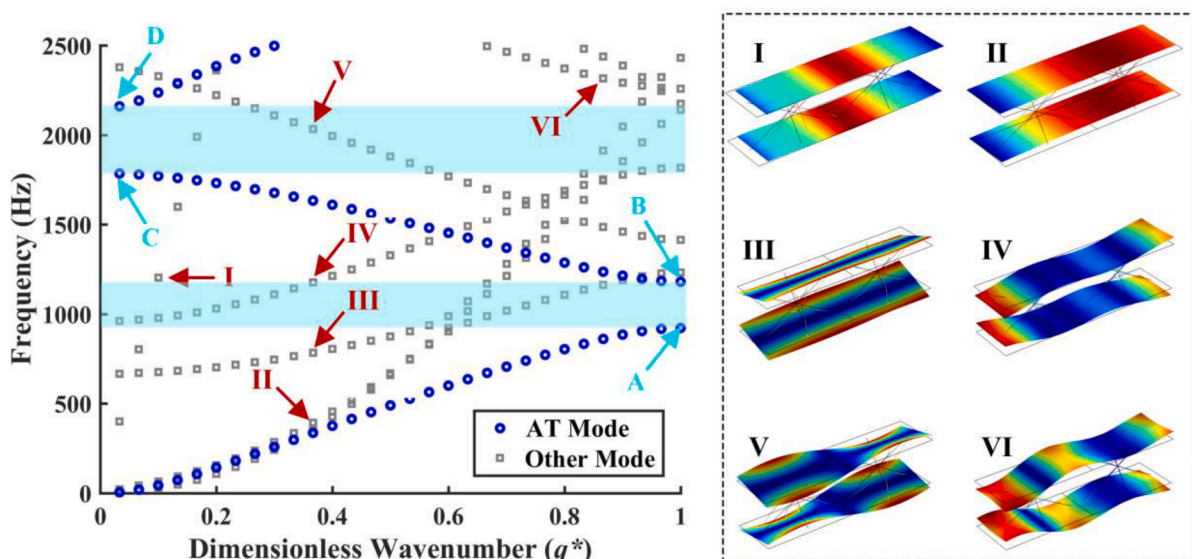 D
2500
V
2000
VI
C
B
1500
IV
I
III
1000
II
A
500
AT Mode
Other Mode
0
0 0.2 0.4 0.6 0.8 1
Frequency (Hz)
Dimensionless Wavenumber (q*)
I II
III IV
V VI